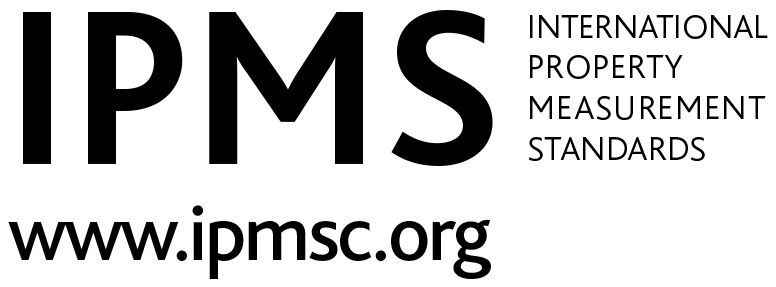 IPMS
INTERNATIONAL
PROPERTY
MEASUREMENT
STANDARDS
www.ipmsc.org